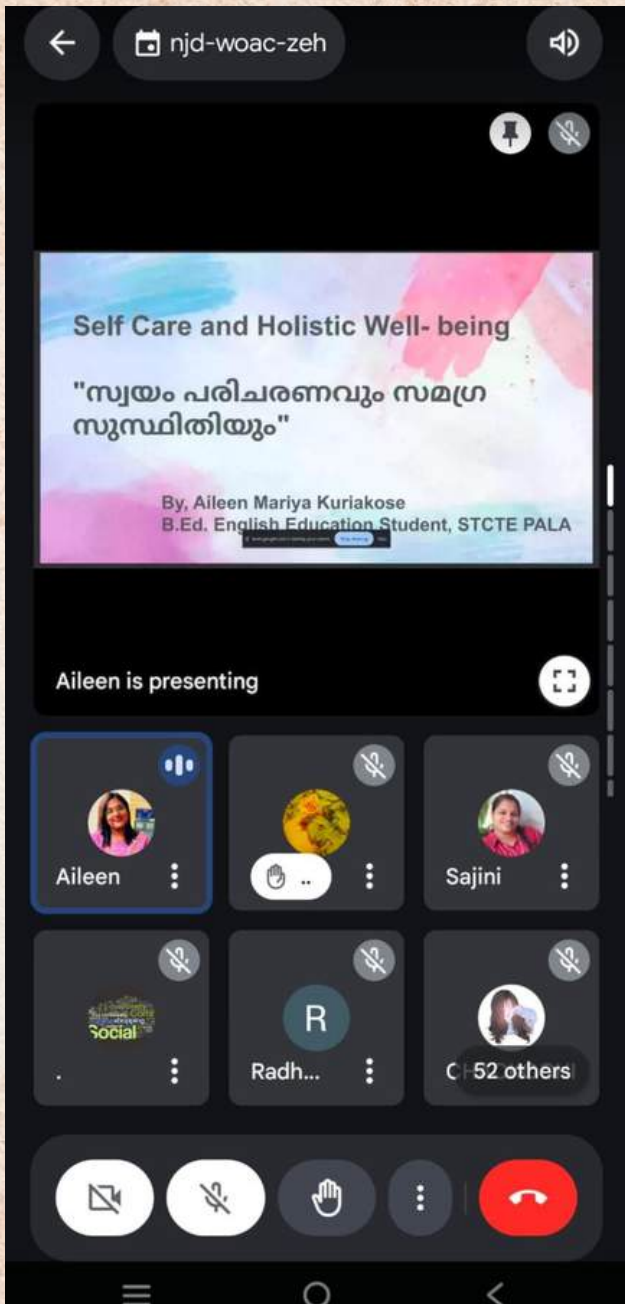 njd-woac-zeh
Self Care and Holistic Well- being
"സ്വയം പരിചരണവും സമഗ്ര
സുസ്ഥിതിയും"
By, Aileen Mariya Kuriakose
B.Ed. English Education Student, STCTE PALA
Aileen is presenting
Aileen
..
Sajini
Social
.
R
Radh...
C
52 others